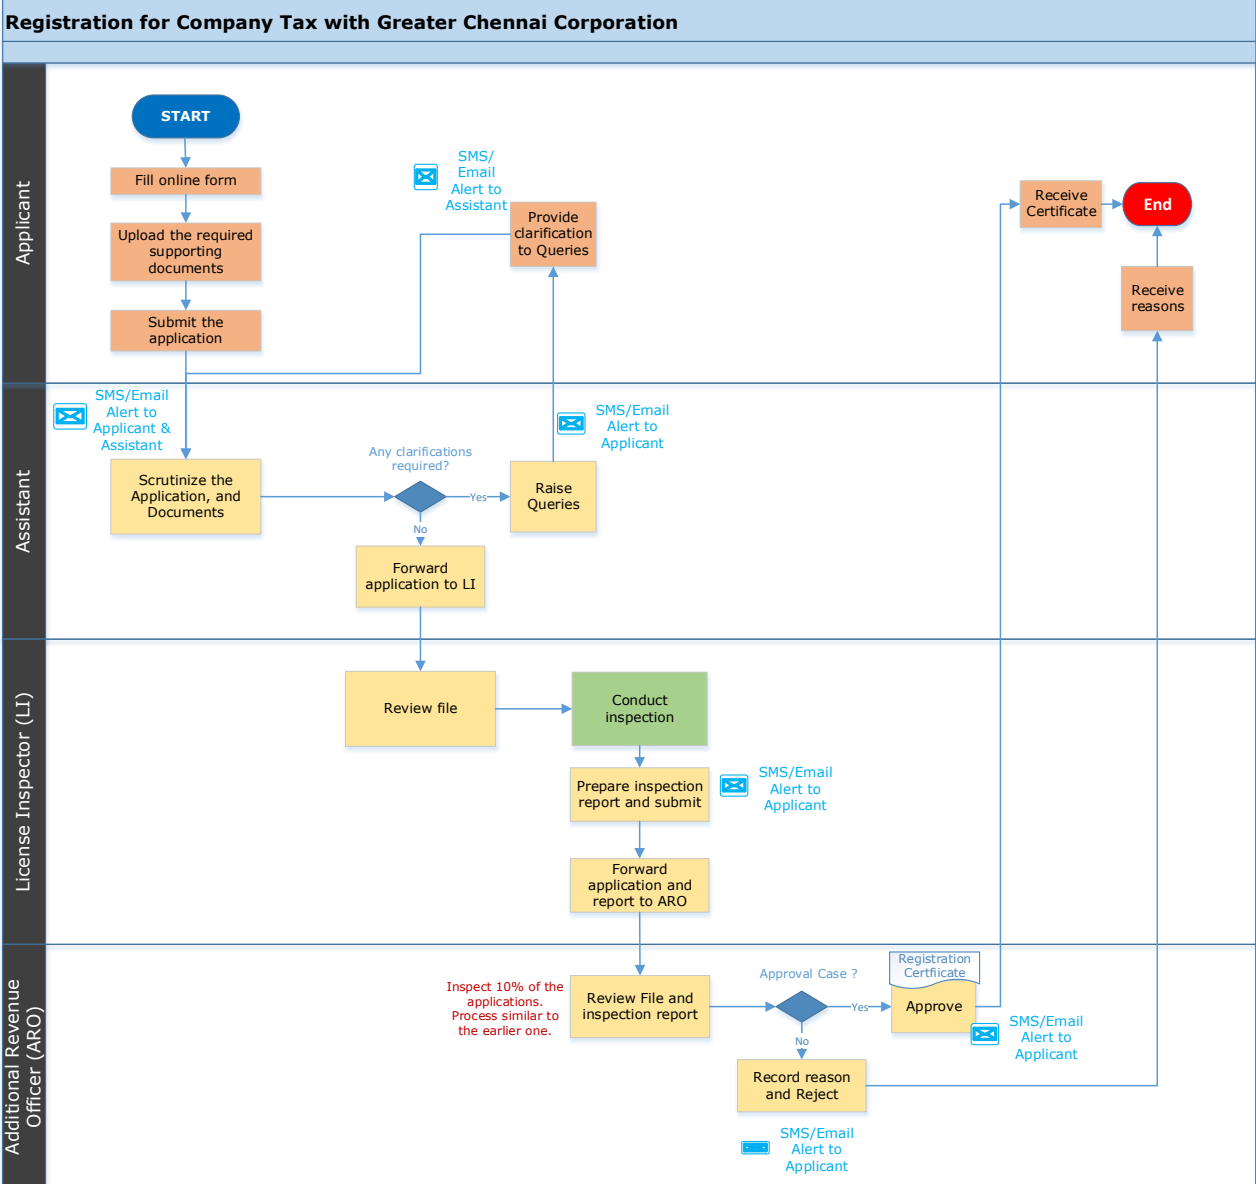 Registration for Company Tax with Greater Chennai Corporation
Applicant
START
Fill online form
Upload the required
supporting
documents
Submit the
application
SMS/
Email
Alert to
Assistant
Provide
clarification
to Queries
Receive
Certificate
End
Receive
reasons
Assistant
SMS/Email
Alert to
Applicant &
Assistant
Scrutinize the
Application, and
Documents
Any clarifications
required?
Yes
No
Raise
Queries
SMS/Email
Alert to
Applicant
Forward
application to LI
License Inspector (LI)
Review file
Conduct
inspection
Prepare inspection
report and submit
SMS/Email
Alert to
Applicant
Forward
application and
report to ARO
Additional Revenue
Officer (ARO)
Inspect 10% of the
applications.
Process similar to
the earlier one.
Review File and
inspection report
Approval Case ?
Yes
No
Registration
Certfiicate
Approve
SMS/Email
Alert to
Applicant
Record reason
and Reject
SMS/Email
Alert to
Applicant